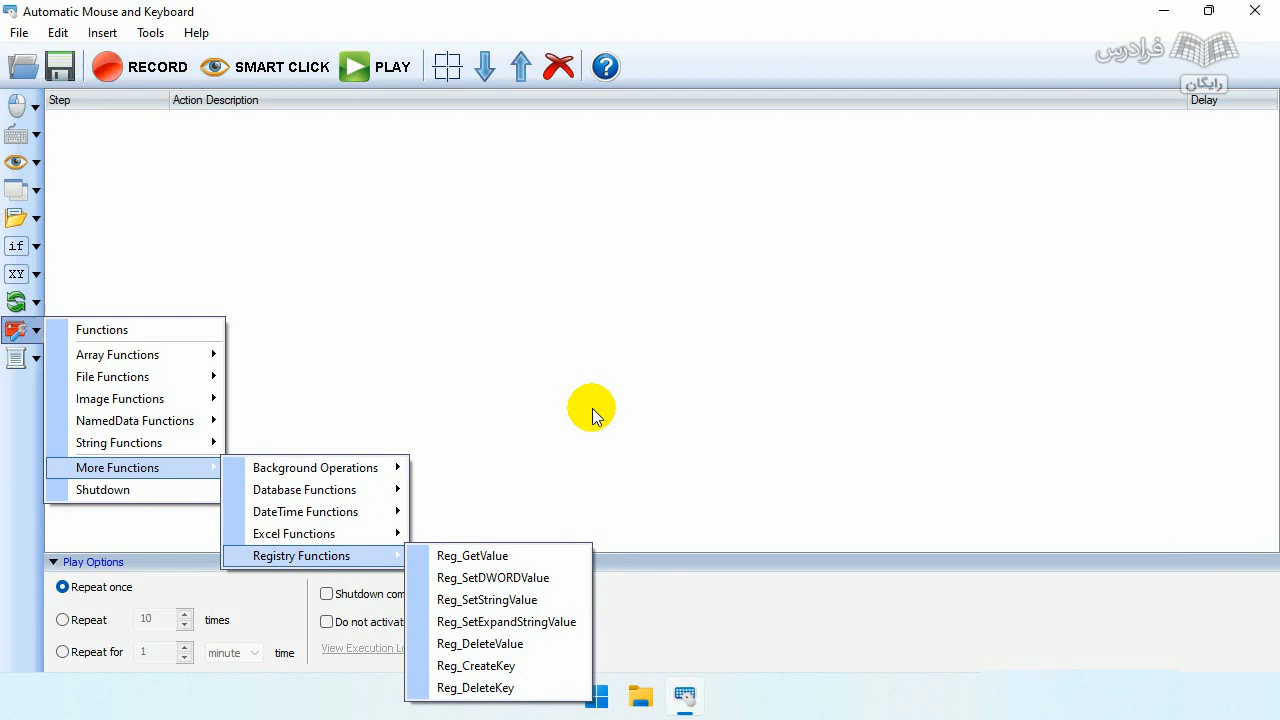 Automatic Mouse and Keyboard
File Edit Insert Tools Help
فرادرس
رایگان
RECORD SMART CLICK PLAY
Step Action Description Delay
if
XY
Functions
Array Functions
File Functions
Image Functions
NamedData Functions
String Functions
More Functions
Shutdown
Background Operations
Database Functions
DateTime Functions
Excel Functions
Registry Functions
Reg_GetValue
Reg_SetDWORDValue
Reg_SetStringValue
Reg_SetExpandStringValue
Reg_DeleteValue
Reg_CreateKey
Reg_DeleteKey
Play Options
Repeat once
Repeat 10 times
Repeat for 1 minute time
Shutdown com
Do not activat
View Execution Lo